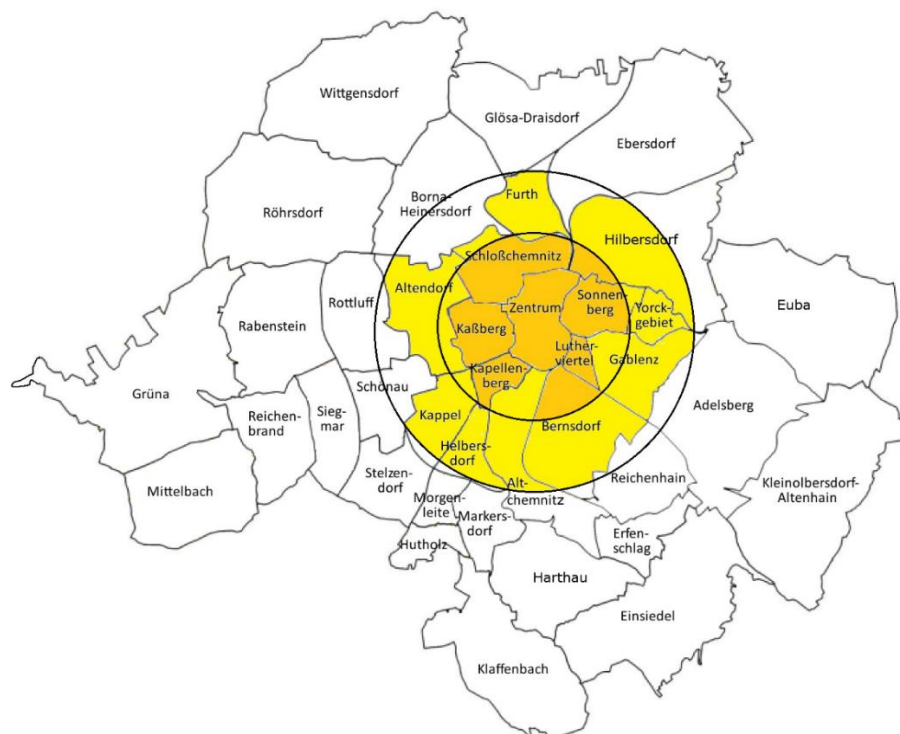 Wittgensdorf
Glösa-Draisdorf
Ebersdorf
Röhrsdorf
Borna-
Heinersdorf
Furth
Hilbersdorf
Schloßchemnitz
Altendorf
Rottluff
Rabenstein
Zentrum
Sonnen-
berg
Yorck-
gebiet
Euba
Kaßberg
Luther-
viertel
Gablenz
Kapellen-
berg
Schönau
Grüna
Reichen-
brand
Sieg-
mar
Kappel
Bernsdorf
Adelsberg
Helbers-
dorf
Stelzen-
dorf
Mittelbach
Alt-
chemnitz
Reichenhain
Kleinolbersdorf-
Altenhain
Morgen-
leite
Markers-
dorf
Hutholz
Erfen-
schlag
Harthau
Einsiedel
Klaffenbach